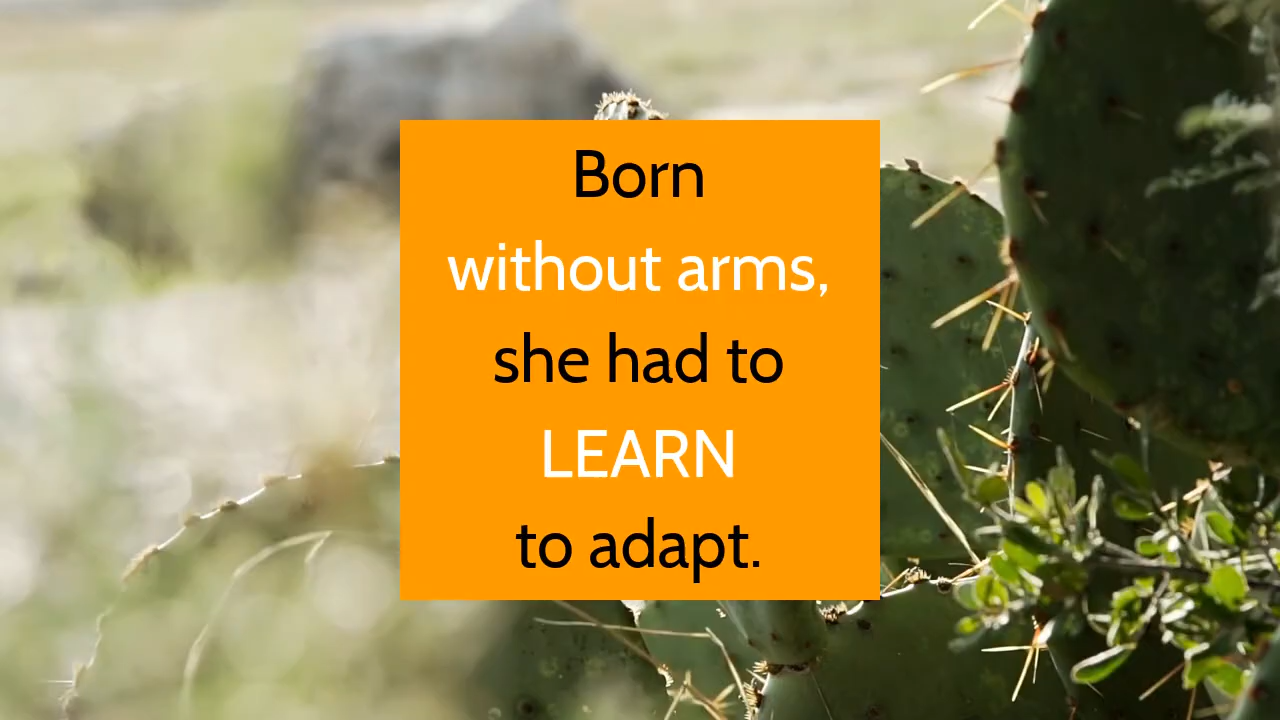 Born
without arms,
she had to
LEARN
to adapt.